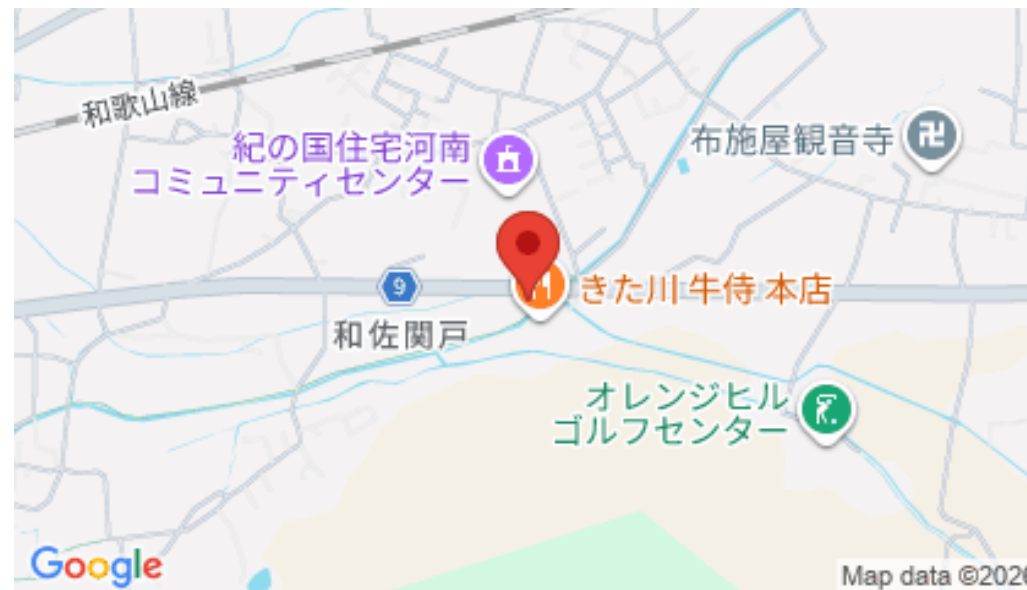 和歌山線
紀の国住宅河南
コミュニティセンター
布施屋観音寺
卍
9
きた川 牛侍 本店
和佐関戸
オレンジヒル
ゴルフセンター
Google
Map data ©2026